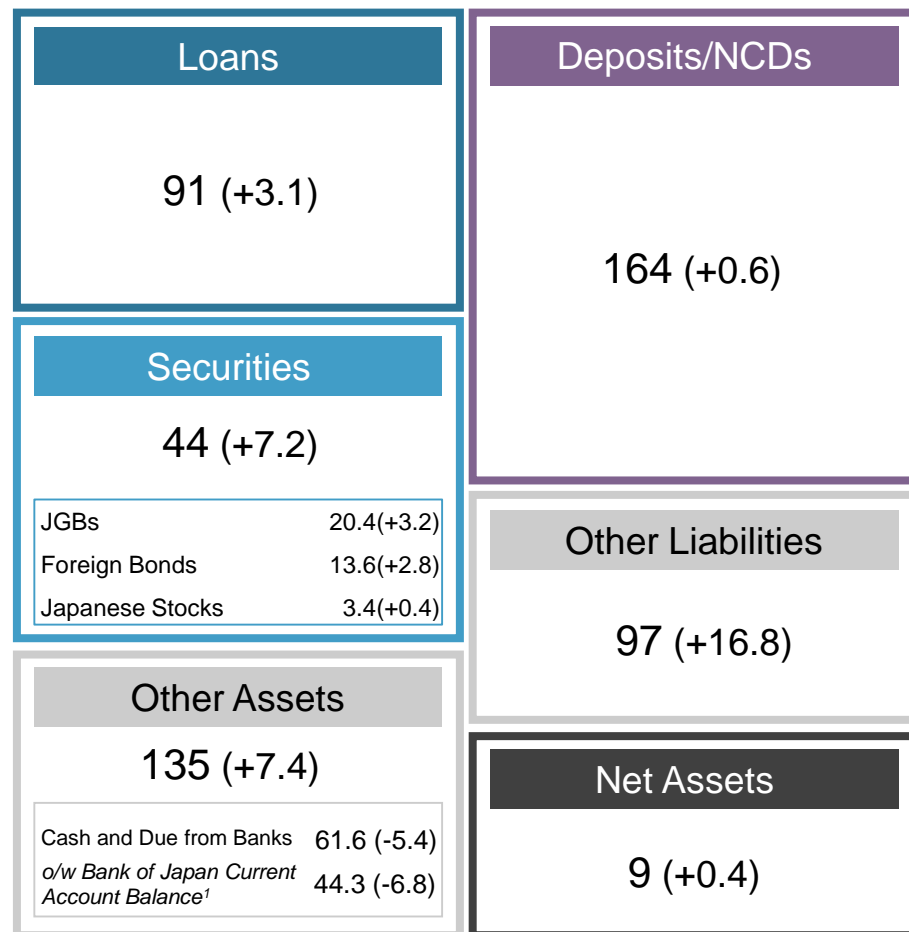 Loans
91 (+3.1)
Securities
44 (+7.2)
JGBs 20.4(+3.2)
Foreign Bonds 13.6(+2.8)
Japanese Stocks 3.4(+0.4)
Other Assets
135 (+7.4)
Cash and Due from Banks 61.6 (-5.4)
o/w Bank of Japan Current
Account Balance¹ 44.3 (-6.8)
Deposits/NCDs
164 (+0.6)
Other Liabilities
97 (+16.8)
Net Assets
9 (+0.4)